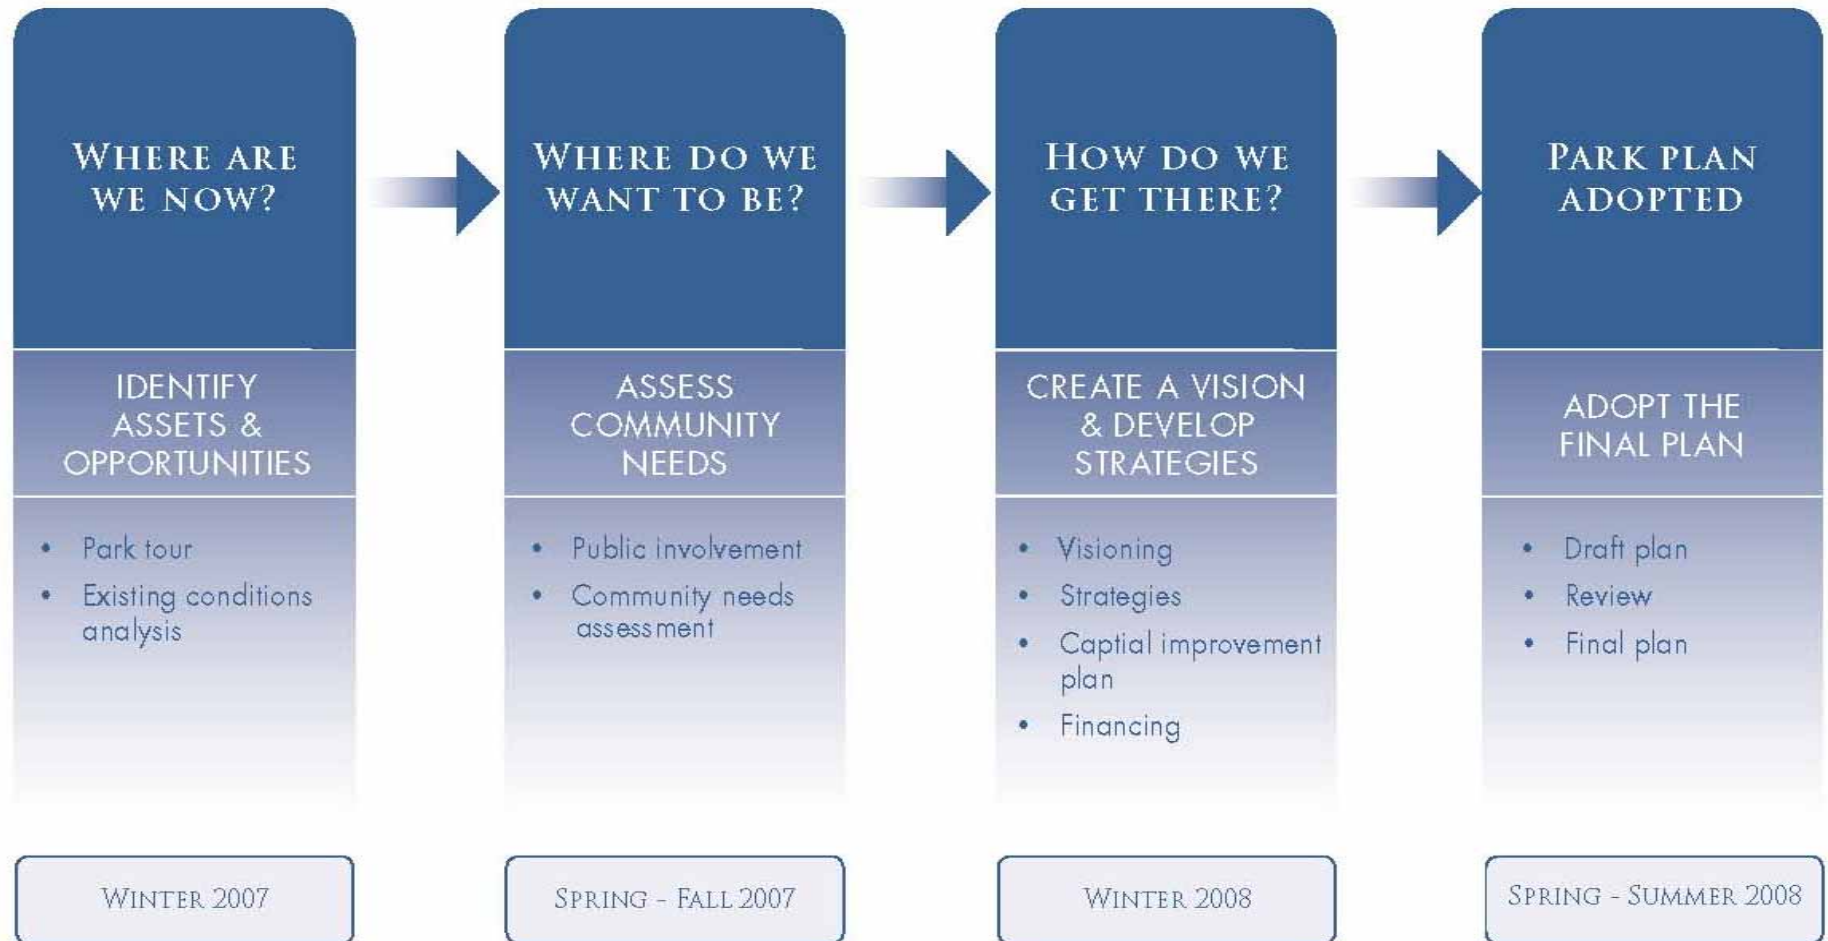 WHERE ARE
WE NOW?
IDENTIFY
ASSETS &
OPPORTUNITIES
• Park tour
• Existing conditions
analysis
WINTER 2007
WHERE DO WE
WANT TO BE?
ASSESS
COMMUNITY
NEEDS
• Public involvement
• Community needs
assessment
SPRING - FALL 2007
HOW DO WE
GET THERE?
CREATE A VISION
& DEVELOP
STRATEGIES
• Visioning
• Strategies
• Captial improvement
plan
• Financing
WINTER 2008
PARK PLAN
ADOPTED
ADOPT THE
FINAL PLAN
• Draft plan
• Review
• Final plan
SPRING - SUMMER 2008